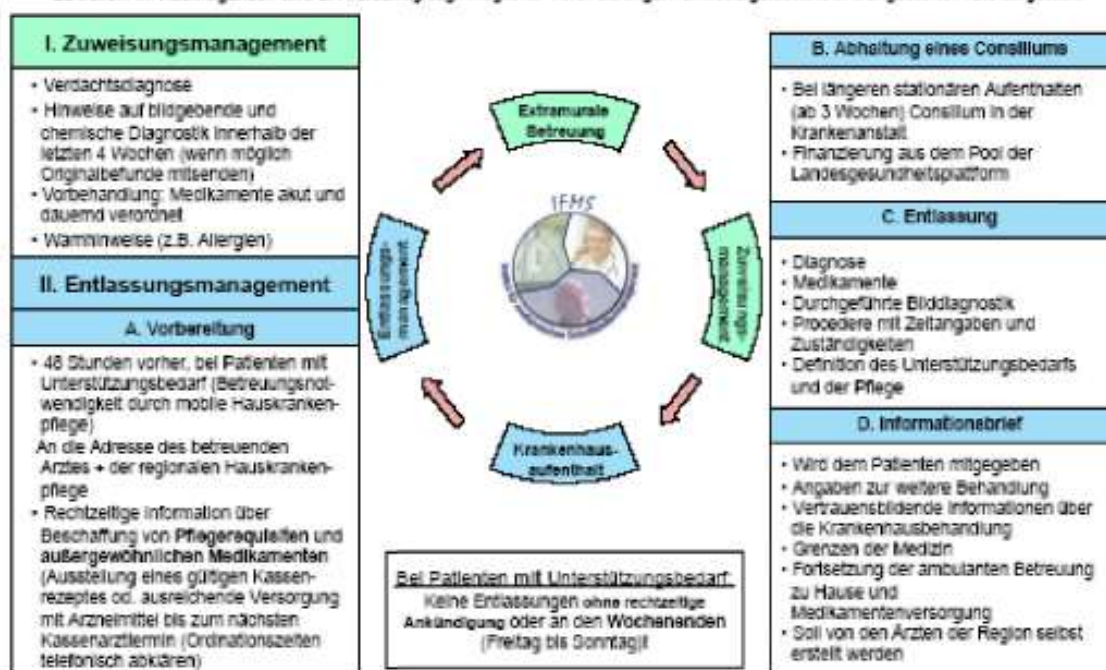 I. Zuweisungsmanagement
• Verdachtsdiagnose
• Hinweise auf bildgebende und
chemische Diagnostik innerhalb der
letzten 4 Wochen (wenn möglich
Originalbefunde mitsenden)
• Vorbehandlung: Medikamente akut und
dauernd verordnet
• Warnhinweise (z.B. Allergien)
II. Entlassungsmanagement
A. Vorbereitung
• 48 Stunden vorher, bei Patienten mit
Unterstützungsbedarf (Betreuungsnot-
wendigkeit durch mobile Hauskranken-
pflege)
An die Adresse des betreuenden
Arztes + der regionalen Hauskranken-
pflege
• Rechtzeitige Information über
Beschaffung von Pflegerequisiten und
außergewöhnlichen Medikamenten
(Ausstellung eines gültigen Kassen-
rezeptes od. ausreichende Versorgung
mit Arzneimittel bis zum nächsten
Kassenarzttermin (Ordinationszeiten
telefonisch abklären)
Extramurale
Betreuung
Zuweisungs-
management
Krankenhaus-
aufenthalt
Entlassungs-
management
IFMS
Bei Patienten mit Unterstützungsbedarf:
Keine Entlassungen ohne rechtzeitige
Ankündigung oder an den Wochenenden
(Freitag bis Sonntag)!
B. Abhaltung eines Consiliums
• Bei längeren stationären Aufenthalten
(ab 3 Wochen) Consilium in der
Krankenanstalt
• Finanzierung aus dem Pool der
Landesgesundheitsplattform
C. Entlassung
• Diagnose
• Medikamente
• Durchgeführte Bilddiagnostik
• Procedere mit Zeitangaben und
Zuständigkeiten
• Definition des Unterstützungsbedarfs
und der Pflege
D. Informationebrief
• Wird dem Patienten mitgegeben
• Angaben zur weitere Behandlung
• Vertrauensbildende Informationen über
die Krankenhausbehandlung
• Grenzen der Medizin
• Fortsetzung der ambulanten Betreuung
zu Hause und
Medikamentenversorgung
• Soll von den Ärzten der Region selbst
erstellt werden